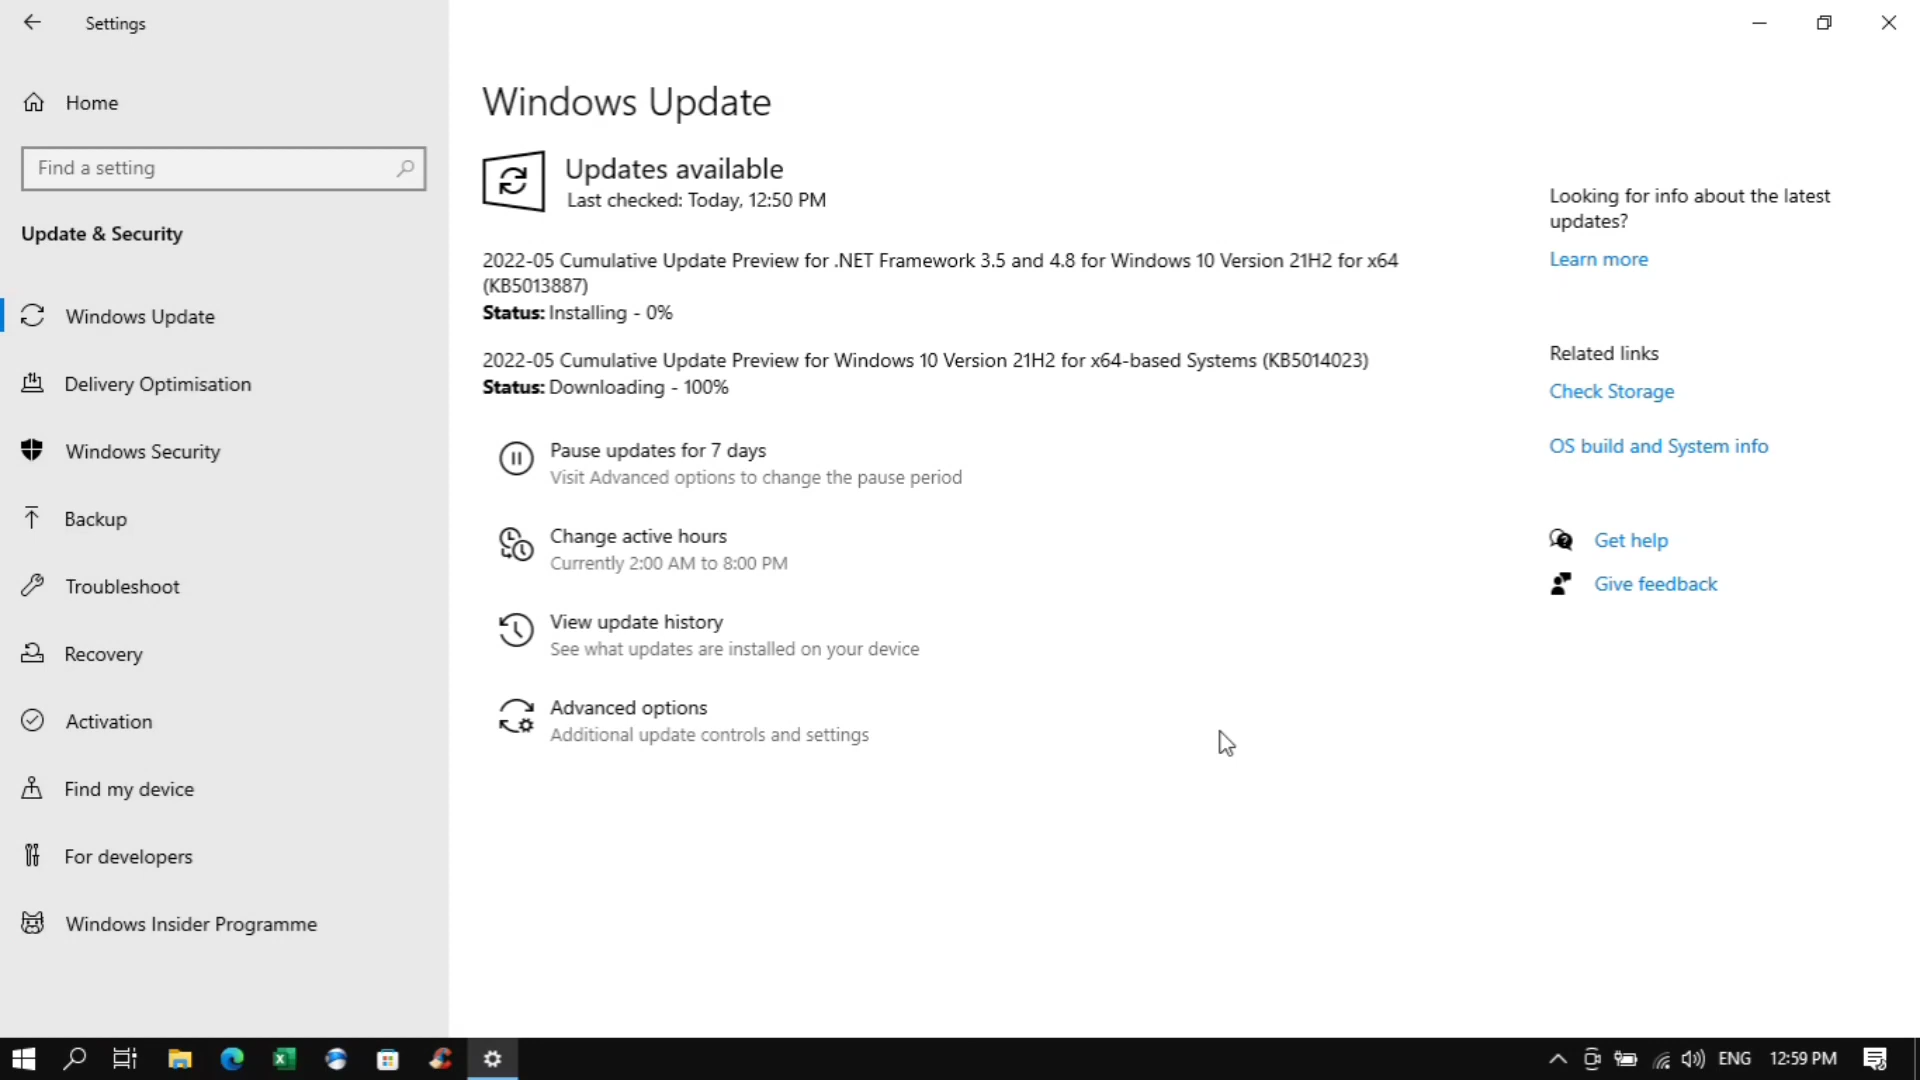 Settings
Home
Find a setting
Update & Security
Windows Update
Delivery Optimisation
Windows Security
Backup
Troubleshoot
Recovery
Activation
Find my device
For developers
Windows Insider Programme
Windows Update
Updates available
Last checked: Today, 12:50 PM
2022-05 Cumulative Update Preview for .NET Framework 3.5 and 4.8 for Windows 10 Version 21H2 for x64
(KB5013887)
Status: Installing - 0%
2022-05 Cumulative Update Preview for Windows 10 Version 21H2 for x64-based Systems (KB5014023)
Status: Downloading - 100%
Pause updates for 7 days
Visit Advanced options to change the pause period
Change active hours
Currently 2:00 AM to 8:00 PM
View update history
See what updates are installed on your device
Advanced options
Additional update controls and settings
Looking for info about the latest
updates?
Learn more
Related links
Check Storage
OS build and System info
Get help
Give feedback
ENG
12:59 PM